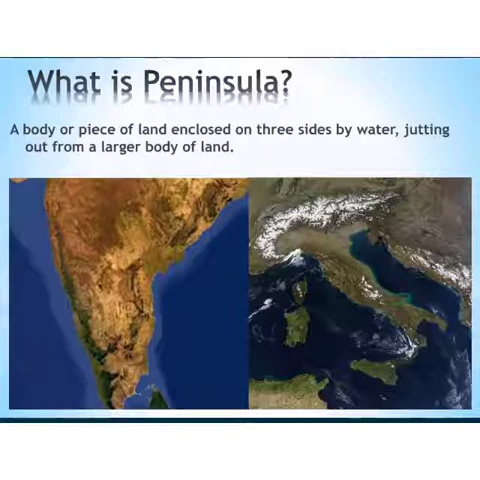 What is Peninsula?
A body or piece of land enclosed on three sides by water, jutting
out from a larger body of land.